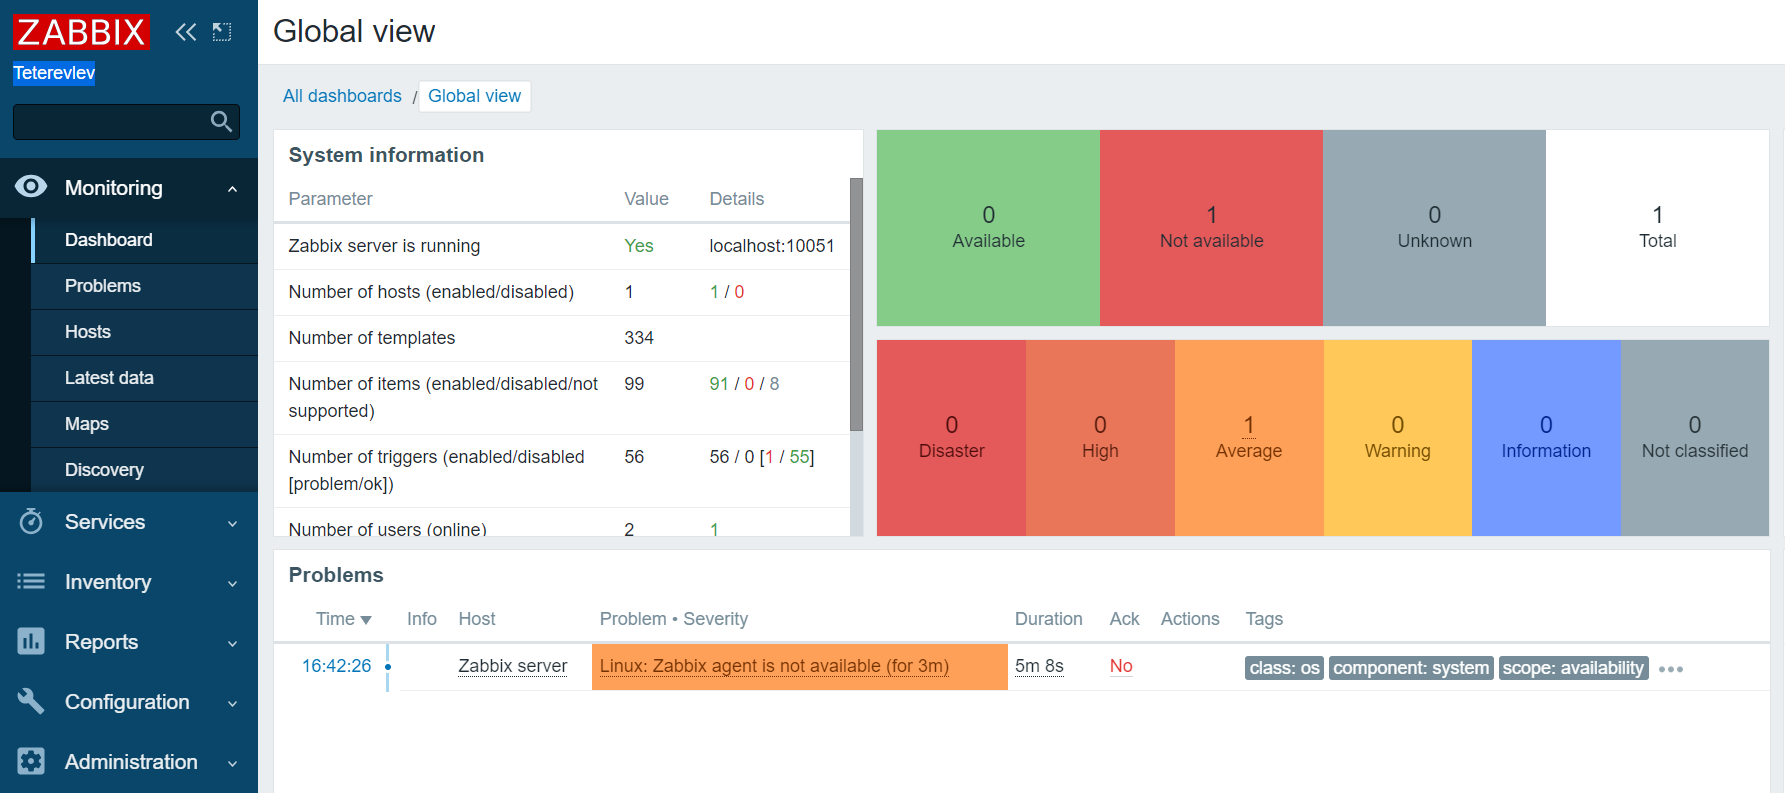 ZABBIX
Teterevlev
Monitoring
Dashboard
Problems
Hosts
Latest data
Maps
Discovery
Services
Inventory
Reports
Configuration
Administration
Global view
All dashboards / Global view
System information
Parameter Value Details
Zabbix server is running Yes localhost:10051
Number of hosts (enabled/disabled) 1 1 / 0
Number of templates 334
Number of items (enabled/disabled/not supported) 99 91 / 0 / 8
Number of triggers (enabled/disabled [problem/ok]) 56 56 / 0 [1 / 55]
Number of users (online) 2 1
0
Available
1
Not available
0
Unknown
1
Total
0
Disaster
0
High
1
Average
0
Warning
0
Information
0
Not classified
Problems
Time Info Host Problem • Severity Duration Ack Actions Tags
16:42:26 Zabbix server Linux: Zabbix agent is not available (for 3m) 5m 8s No class: os component: system scope: availability